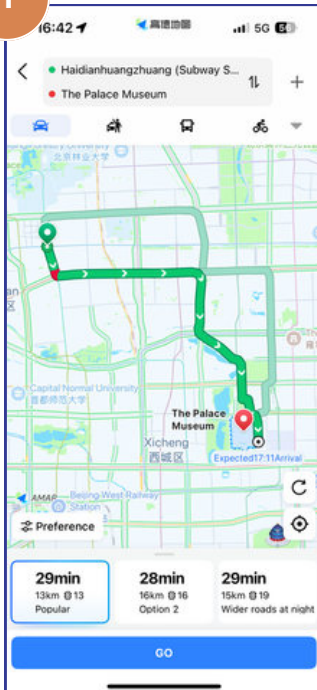 16:42
高德地图
5G
Haidianhuangzhuang (Subway S...
The Palace Museum
北京林业大学
Capital Normal University
首都师范大学
The Palace
Museum
Xicheng
西城区
Expected17:11Arrival
AMAP
Beijing West Railway
Station
Preference
29min
28min
29min
13km 13
16km 16
15km 19
Popular
Option 2
Wider roads at night
GO